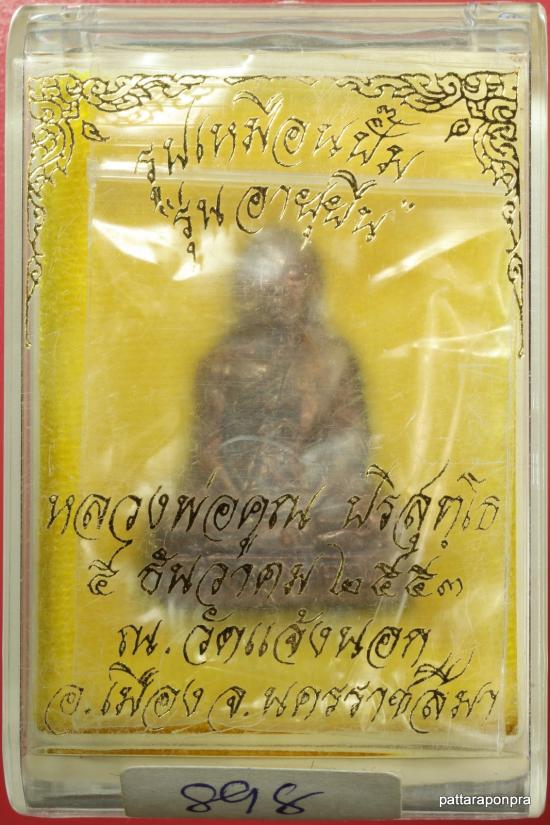 รูปเหมือนปั๊ม
"รุ่นอายุยืน"
หลวงพ่อคูณ ปริสุทฺโธ
๕ ธันวาคม ๒๕๕๓
ณ. วัดแจ้งนอก
อ.เมือง จ.นครราชสีมา
898
pattaraponpra